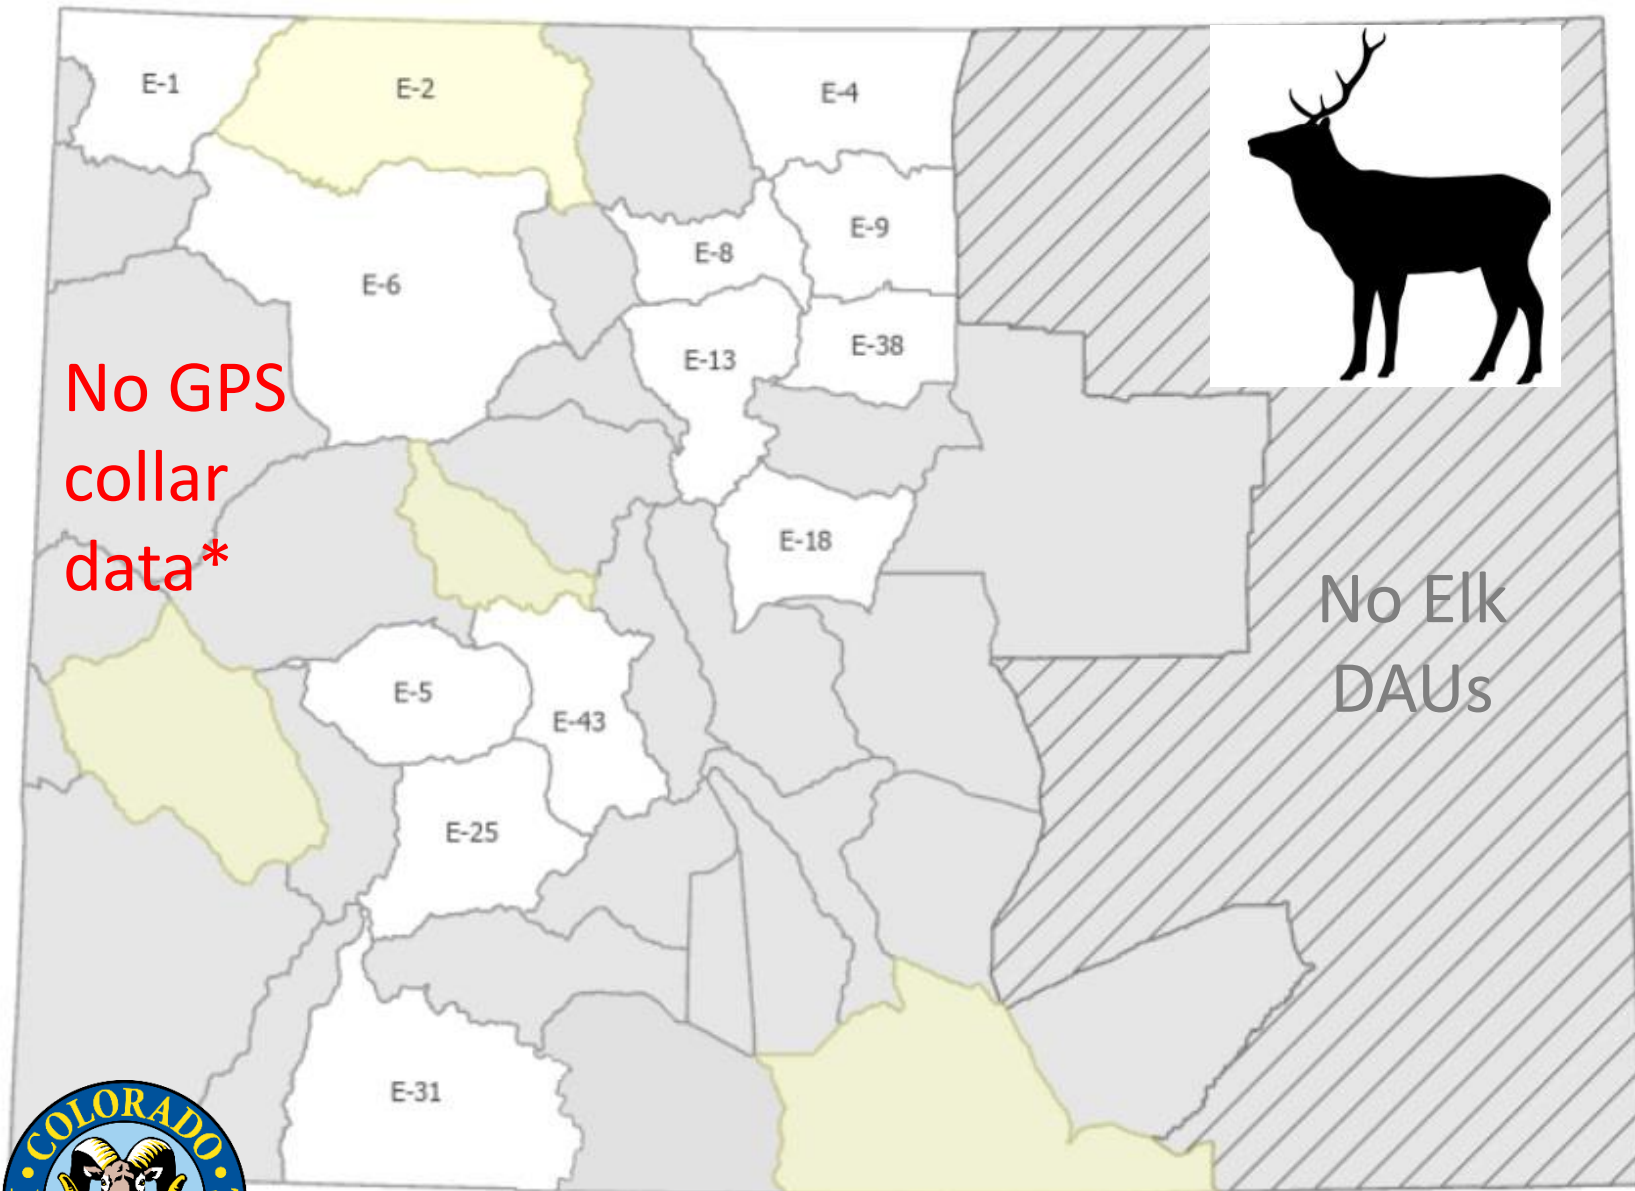 E-1
E-2
E-4
E-9
E-8
E-6
E-38
E-13
No GPS
collar
data*
E-18
No Elk
DAUs
E-5
E-43
E-25
E-31
COLORADO